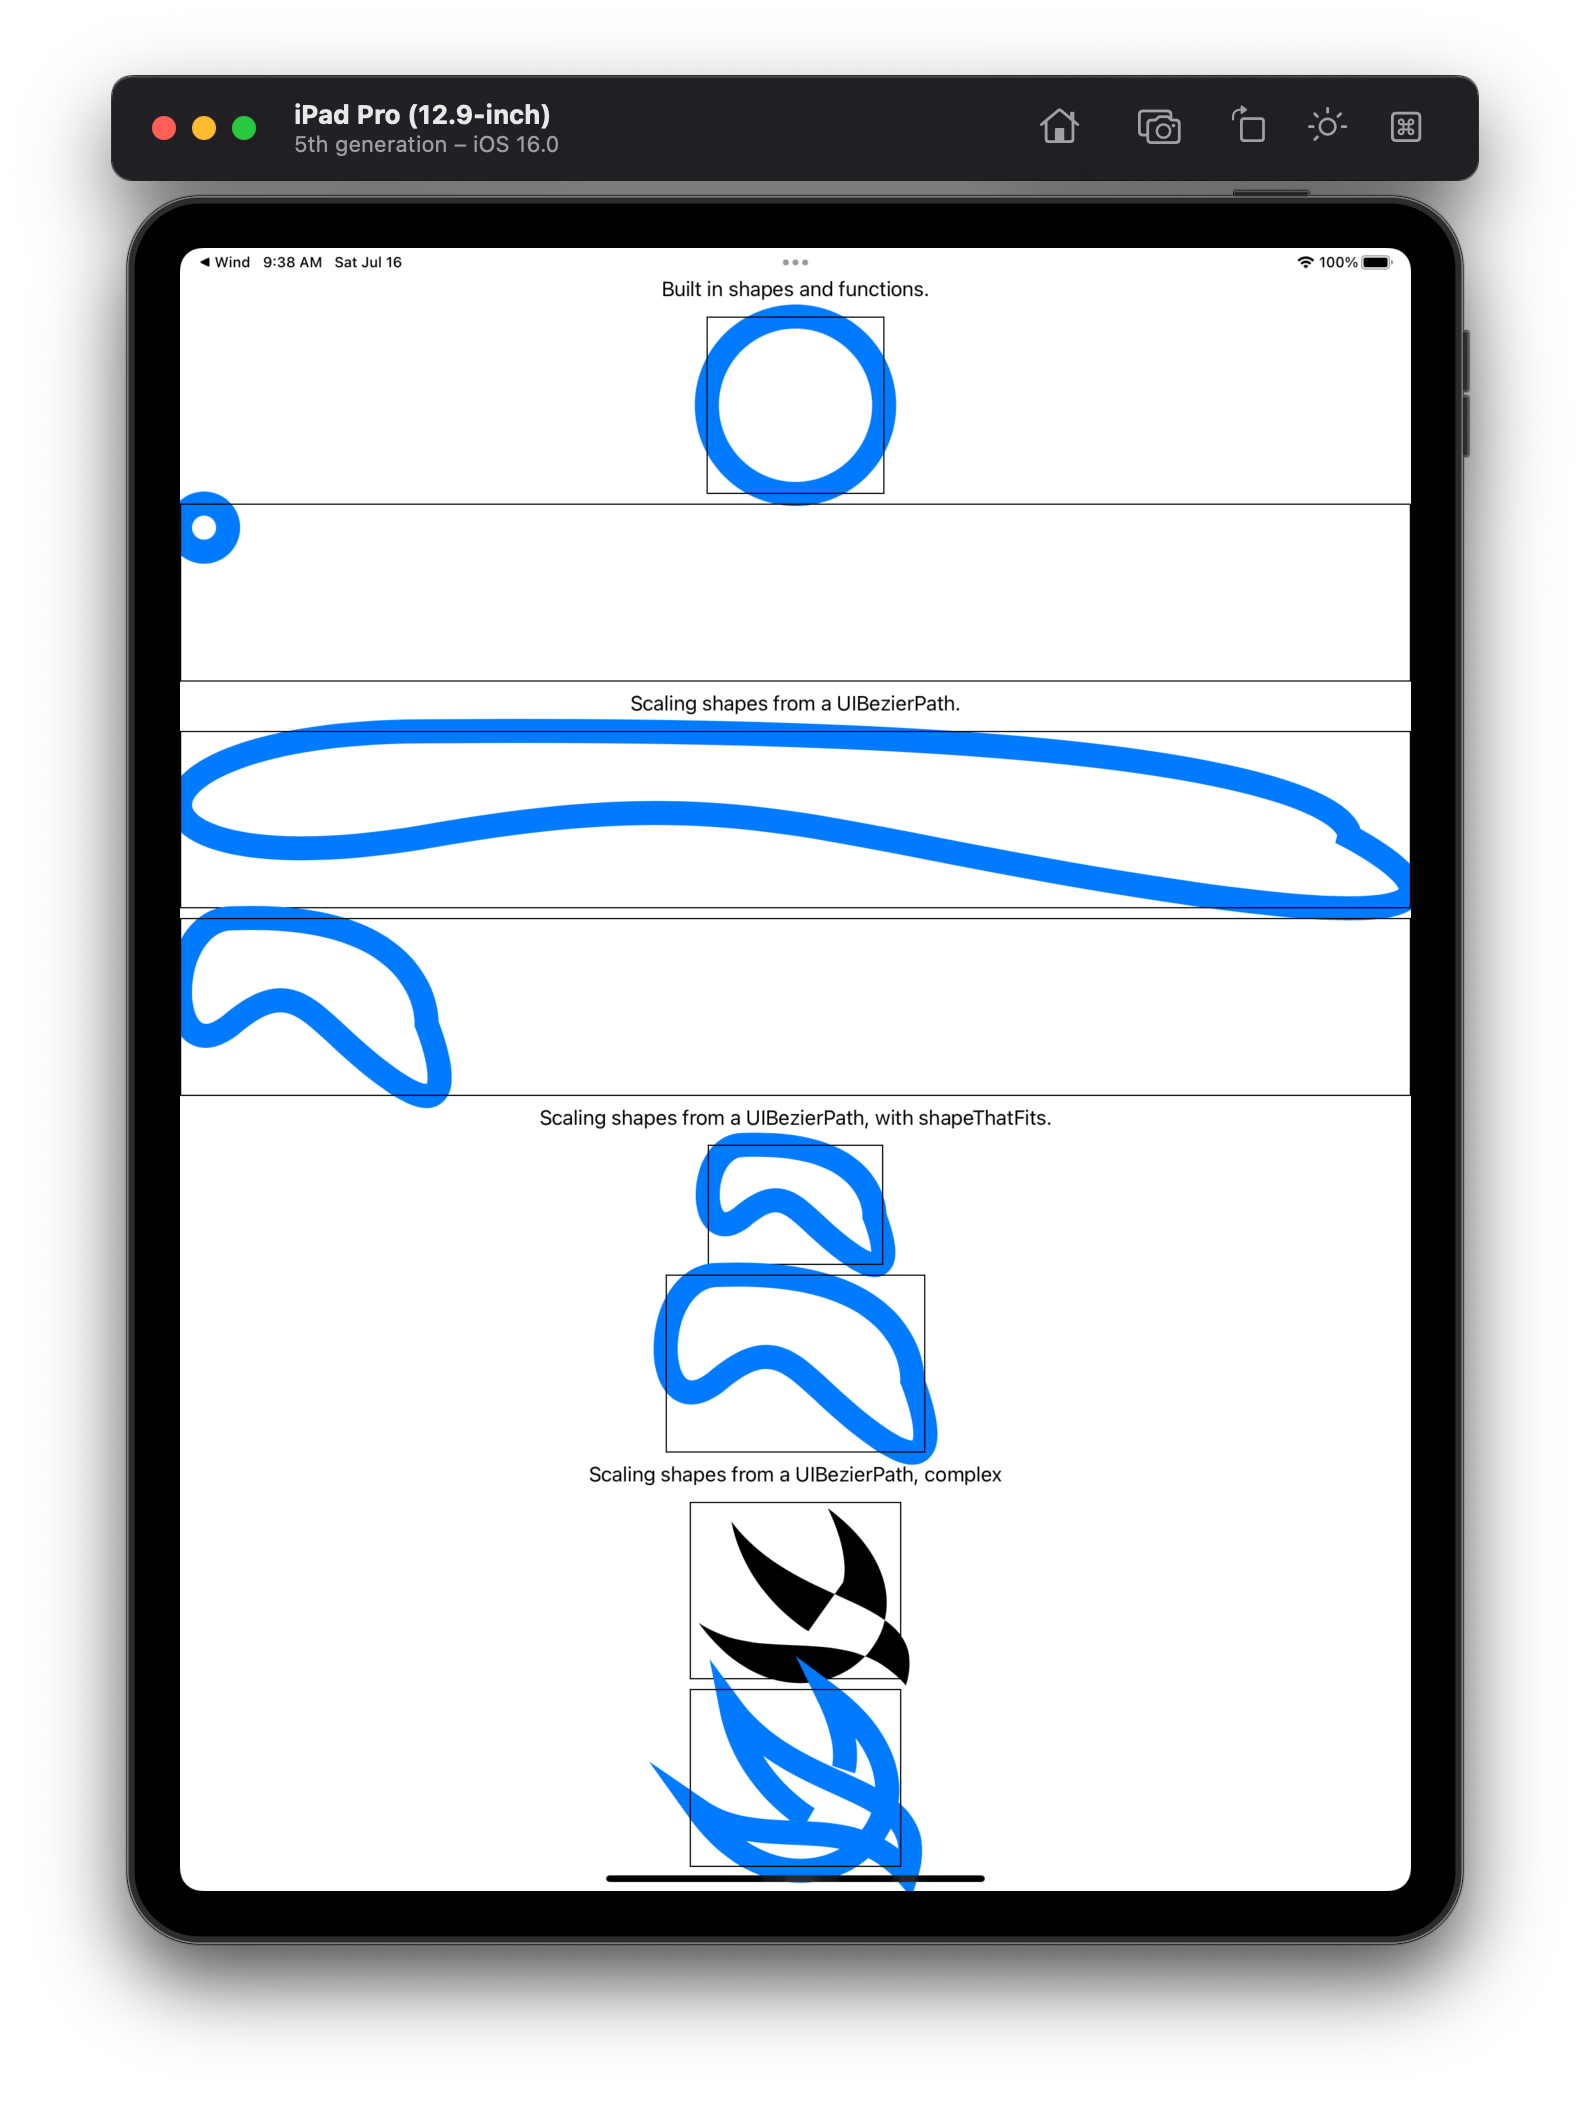 iPad Pro (12.9-inch)
5th generation – iOS 16.0
◀ Wind 9:38 AM Sat Jul 16 100%
Built in shapes and functions.
Scaling shapes from a UIBezierPath.
Scaling shapes from a UIBezierPath, with shapeThatFits.
Scaling shapes from a UIBezierPath, complex